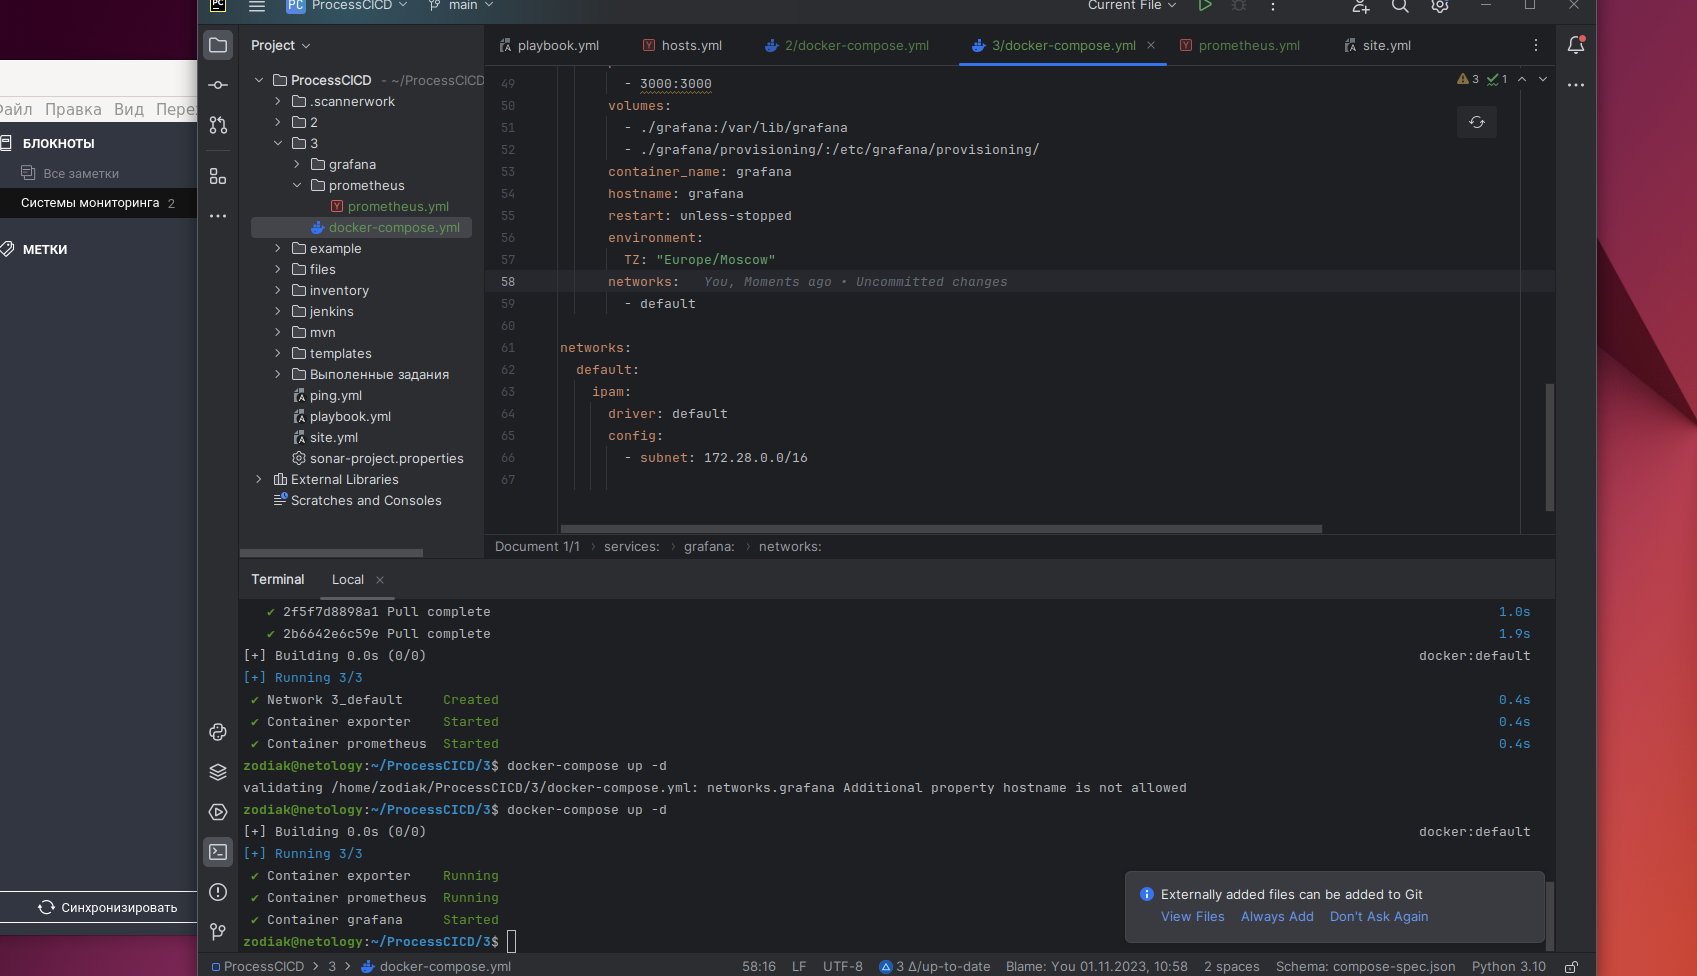 PC
PC ProcessCICD
main
Current File
Правка Вид
БЛОКНОТЫ
Все заметки
Системы мониторинга 2
МЕТКИ
Синхронизировать
Project
ProcessCICD - ~/ProcessCICD
.scannerwork
2
3
grafana
prometheus
prometheus.yml
docker-compose.yml
example
files
inventory
jenkins
mvn
templates
Выполенные задания
ping.yml
playbook.yml
site.yml
sonar-project.properties
External Libraries
Scratches and Consoles
playbook.yml hosts.yml 2/docker-compose.yml 3/docker-compose.yml prometheus.yml site.yml
3 1
49 - 3000:3000
50 volumes:
51 - ./grafana:/var/lib/grafana
52 - ./grafana/provisioning/:/etc/grafana/provisioning/
53 container_name: grafana
54 hostname: grafana
55 restart: unless-stopped
56 environment:
57 TZ: "Europe/Moscow"
58 networks: You, Moments ago • Uncommitted changes
59 - default
60
61 networks:
62 default:
63 ipam:
64 driver: default
65 config:
66 - subnet: 172.28.0.0/16
67
Document 1/1 › services: › grafana: › networks:
Terminal Local
✔ 2f5f7d8898a1 Pull complete 1.0s
✔ 2b6642e6c59e Pull complete 1.9s
[+] Building 0.0s (0/0) docker:default
[+] Running 3/3
✔ Network 3_default Created 0.4s
✔ Container exporter Started 0.4s
✔ Container prometheus Started 0.4s
zodiak@netology:~/ProcessCICD/3$ docker-compose up -d
validating /home/zodiak/ProcessCICD/3/docker-compose.yml: networks.grafana Additional property hostname is not allowed
zodiak@netology:~/ProcessCICD/3$ docker-compose up -d
[+] Building 0.0s (0/0) docker:default
[+] Running 3/3
✔ Container exporter Running
✔ Container prometheus Running
✔ Container grafana Started
zodiak@netology:~/ProcessCICD/3$
Externally added files can be added to Git
View Files Always Add Don't Ask Again
ProcessCICD › 3 › docker-compose.yml
58:16 LF UTF-8 3 Δ/up-to-date Blame: You 01.11.2023, 10:58 2 spaces Schema: compose-spec.json Python 3.10